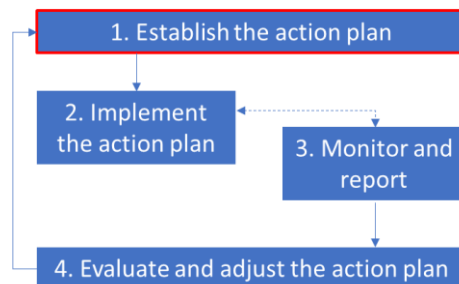 1. Establish the action plan
2. Implement
the action plan
3. Monitor and
report
4. Evaluate and adjust the action plan